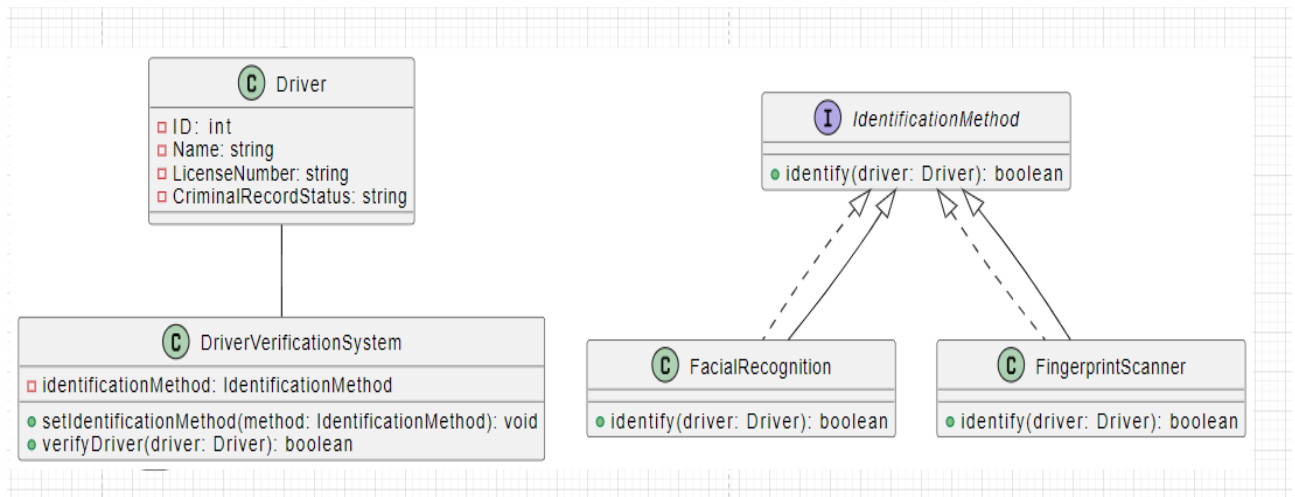 C Driver
ID: int
Name: string
LicenseNumber: string
CriminalRecordStatus: string
I IdentificationMethod
identify(driver: Driver): boolean
C DriverVerificationSystem
identificationMethod: IdentificationMethod
setIdentificationMethod(method: IdentificationMethod): void
verifyDriver(driver: Driver): boolean
C FacialRecognition
identify(driver: Driver): boolean
C FingerprintScanner
identify(driver: Driver): boolean